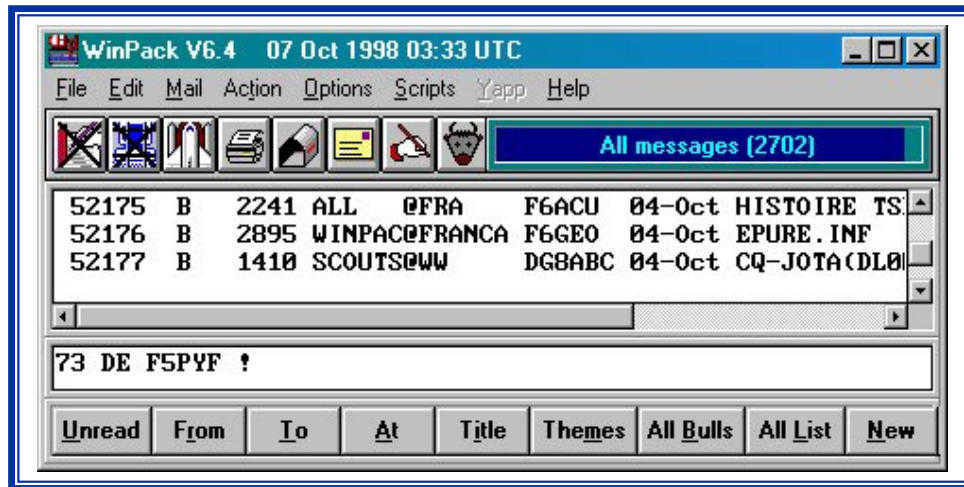 WinPack V6.4 07 Oct 1998 03:33 UTC
File Edit Mail Action Options Scripts Yapp Help
All messages (2702)
52175 B 2241 ALL @FRA F6ACU 04-Oct HISTOIRE
52176 B 2895 WINPAC@FRANCA F6GEO 04-Oct EPURE.INF
52177 B 1410 SCOUTS@WW DG8ABC 04-Oct
73 DE F5PYF !
Unread From To At Title Themes All Bulls All List New